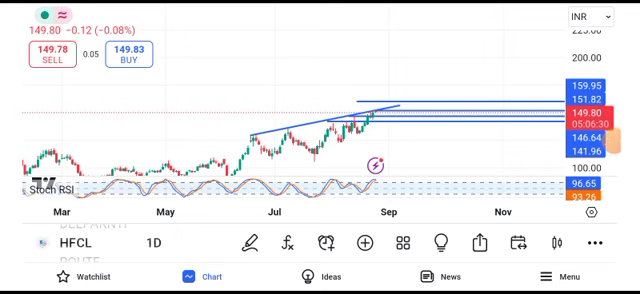 149.80 −0.12 (−0.08%)
INR
225.00
149.78
SELL
0.05
149.83
BUY
200.00
159.95
151.82
149.80
05:06:30
146.64
141.96
100.00
Stoch RSI
96.65
93.26
Mar
May
Jul
Sep
Nov
HFCL
1D
ROUTE
Watchlist
Chart
Ideas
News
Menu